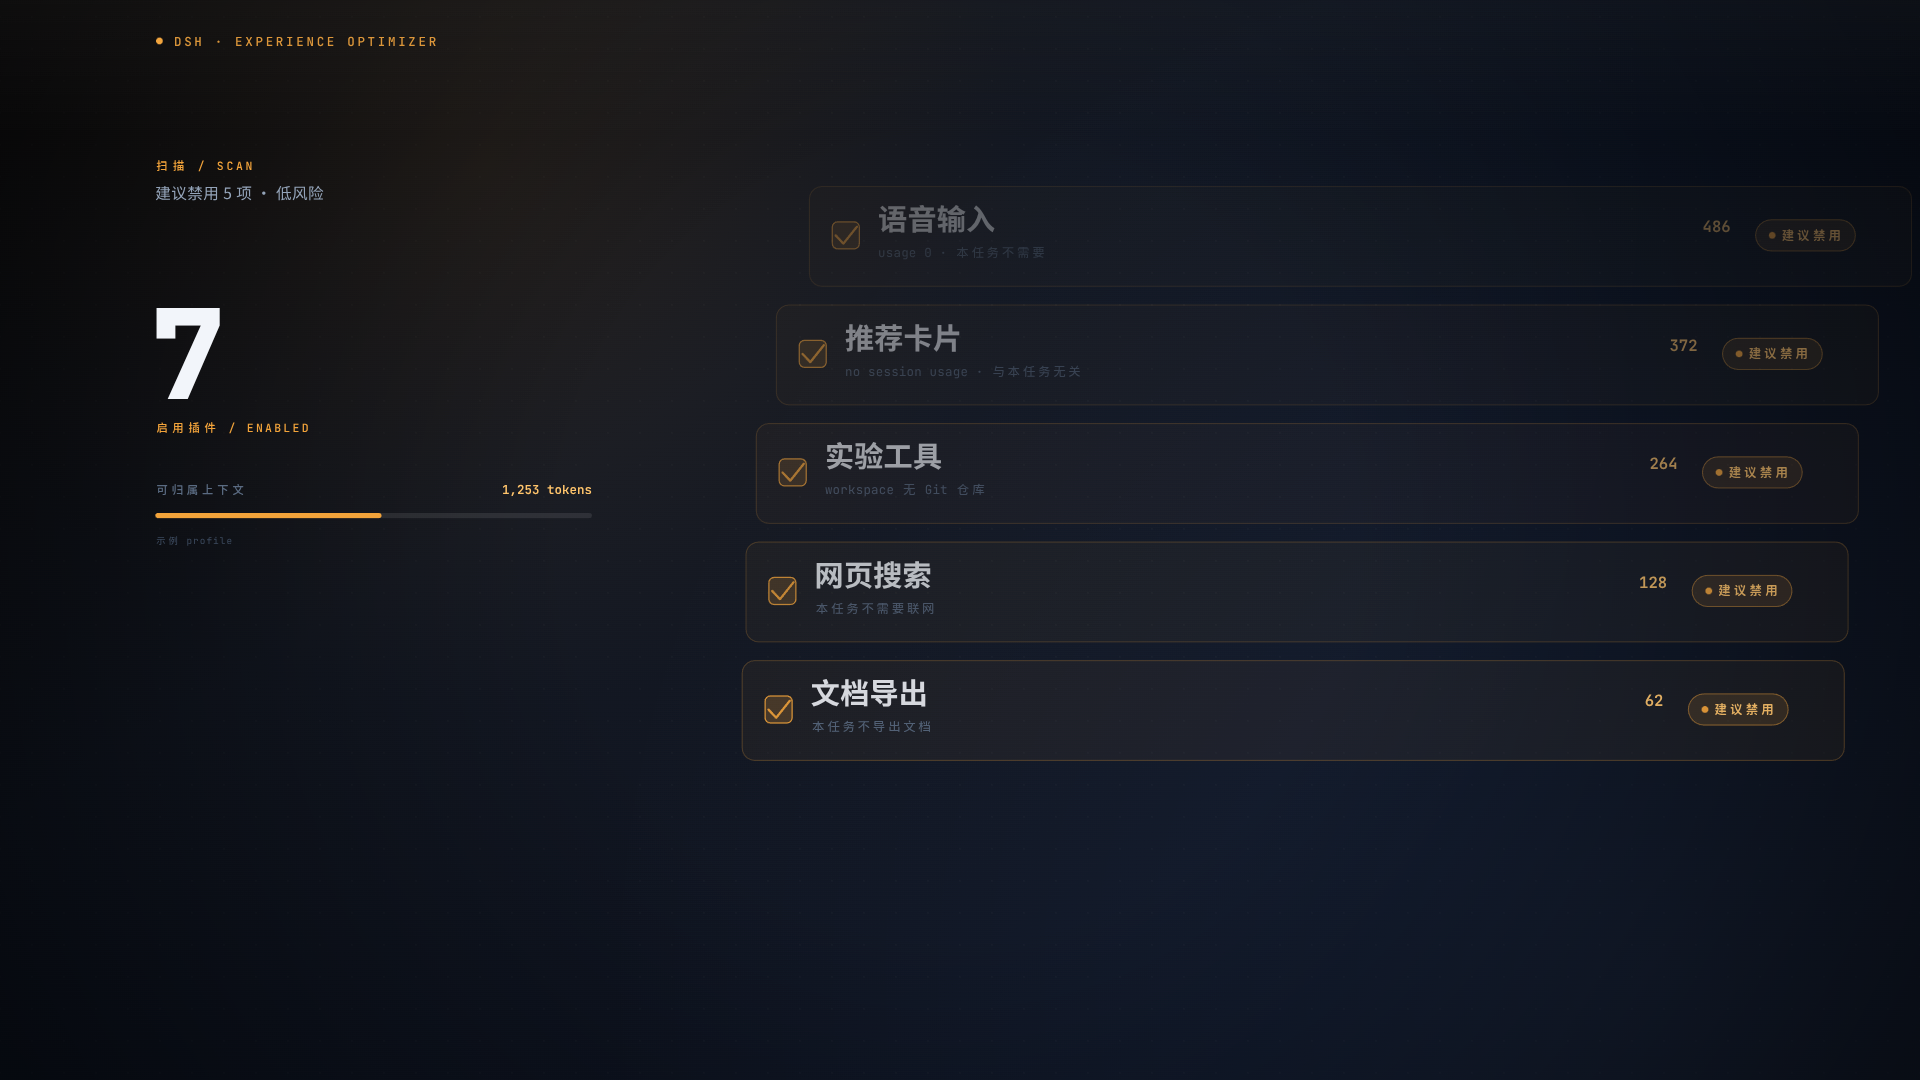 DSH · EXPERIENCE OPTIMIZER
扫描 / SCAN
建议禁用 5 项 · 低风险
7
启用插件 / ENABLED
可归属上下文
1,253 tokens
示例 profile
语音输入
usage 0 · 本任务不需要
486
建议禁用
推荐卡片
no session usage · 与本任务无关
372
建议禁用
实验工具
workspace 无 Git 仓库
264
建议禁用
网页搜索
本任务不需要联网
128
建议禁用
文档导出
本任务不导出文档
62
建议禁用